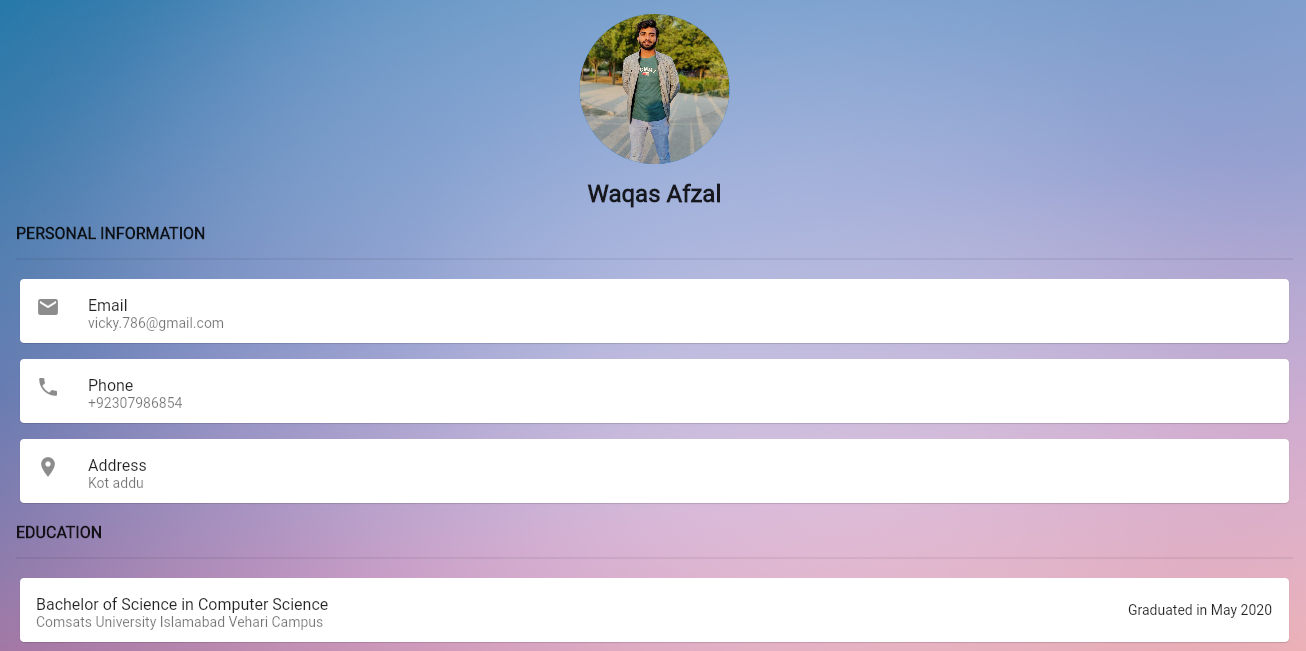 Waqas Afzal
PERSONAL INFORMATION
Email
vicky.786@gmail.com
Phone
+92307986854
Address
Kot addu
EDUCATION
Bachelor of Science in Computer Science
Comsats University Islamabad Vehari Campus
Graduated in May 2020